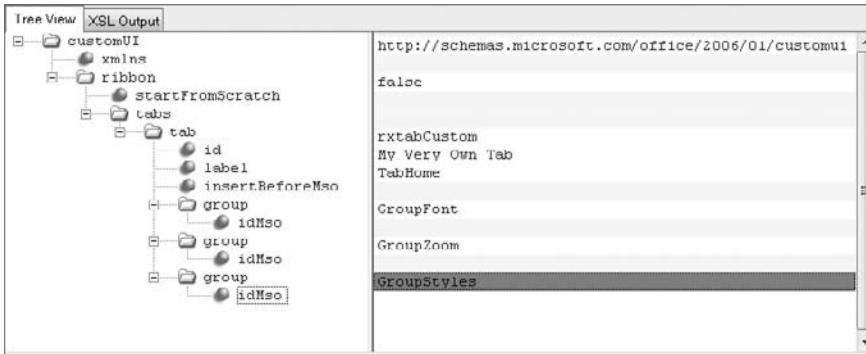 Tree View XSL Output
customUI http://schemas.microsoft.com/office/2006/01/customui
xmlns
ribbon false
startFromScratch
tabs
tab
id rxtabCustom
label My Very Own Tab
insertBeforeMso TabHome
group
idMso GroupFont
group
idMso GroupZoom
group
idMso GroupStyles